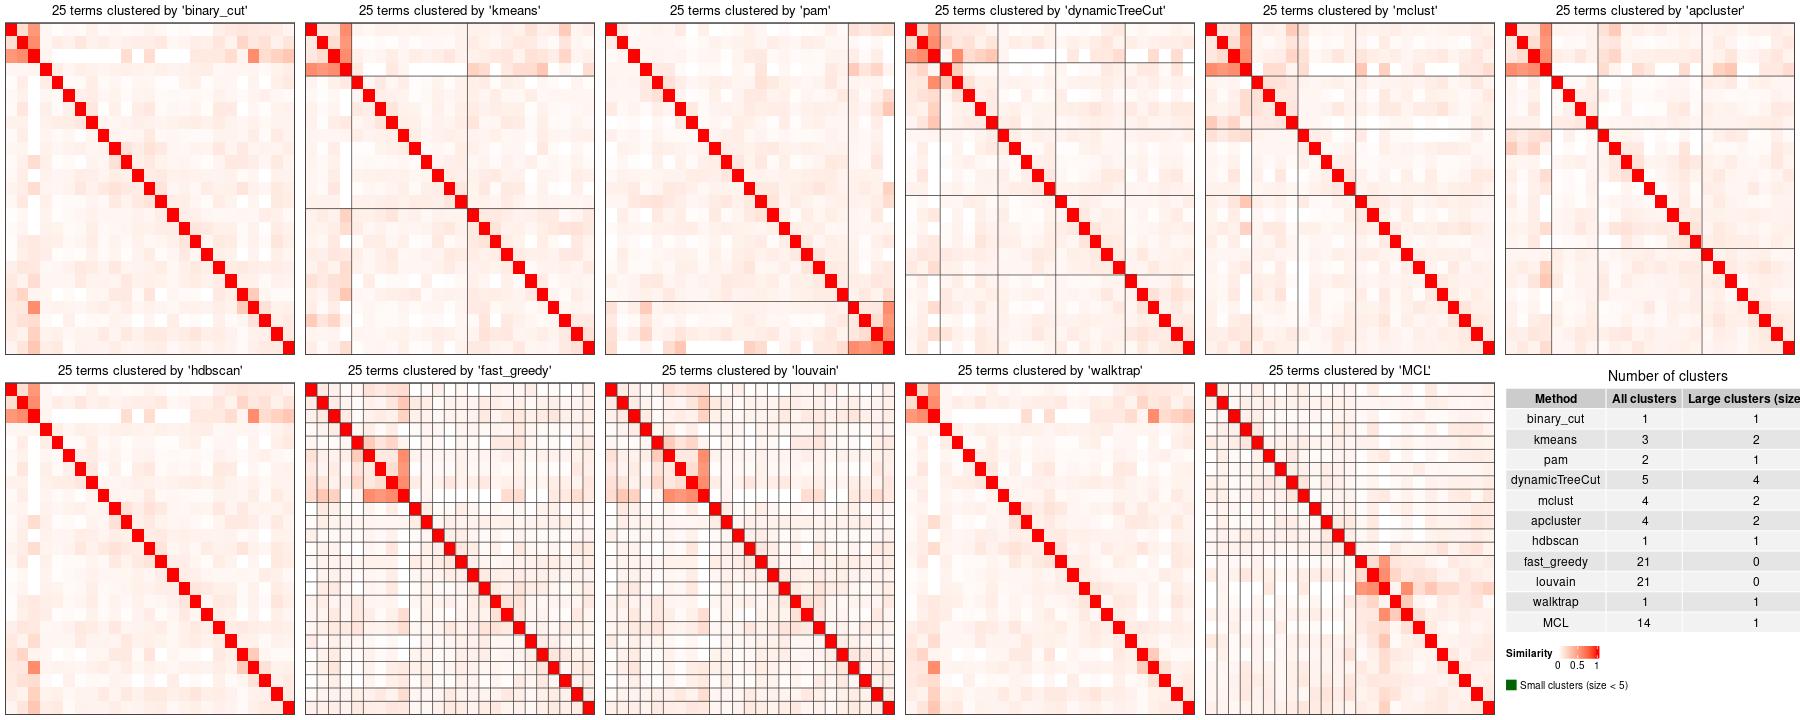 25 terms clustered by 'binary_cut'
25 terms clustered by 'kmeans'
25 terms clustered by 'pam'
25 terms clustered by 'dynamicTreeCut'
25 terms clustered by 'mclust'
25 terms clustered by 'apcluster'
25 terms clustered by 'hdbscan'
25 terms clustered by 'fast_greedy'
25 terms clustered by 'louvain'
25 terms clustered by 'walktrap'
25 terms clustered by 'MCL'
Number of clusters
Method All clusters Large clusters (size
binary_cut 1 1
kmeans 3 2
pam 2 1
dynamicTreeCut 5 4
mclust 4 2
apcluster 4 2
hdbscan 1 1
fast_greedy 21 0
louvain 21 0
walktrap 1 1
MCL 14 1
Similarity
0 0.5 1
Small clusters (size < 5)